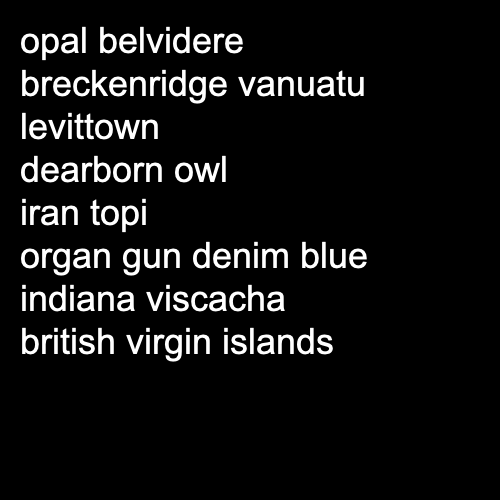 opal belvidere
breckenridge vanuatu
levittown
dearborn owl
iran topi
organ gun denim blue
indiana viscacha
british virgin islands